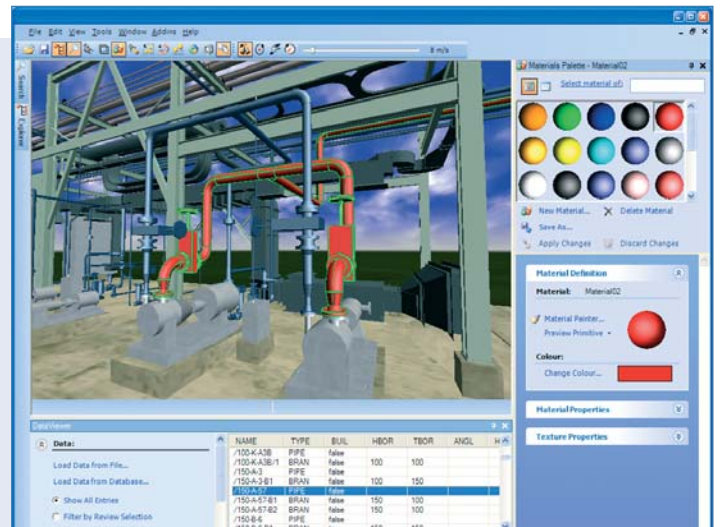 File Edit View Tools Window Addins Help
8 m/s
Search
Explorer
Materials Palette - Material02
Select material of:
New Material... Delete Material
Save As...
Apply Changes Discard Changes
Material Definition
Material: Material02
Material Painter...
Preview Primitive
Colour:
Change Colour...
Material Properties
Texture Properties
DataViewer
Data:
Load Data from File...
Load Data from Database...
Show All Entries
Filter by Review Selection
NAME TYPE BUIL HBOR TBOR ANGL H
/100-K-A3B PIPE false
/100-K-A3B/1 BRAN false 100 100
/150-A-3 PIPE false
/150-A-3-B1 BRAN false 100 150
/150-A-57 PIPE false
/150-A-57-B1 BRAN false 150 100
/150-A-57-B2 BRAN false 150 100
/150-B-6 PIPE false